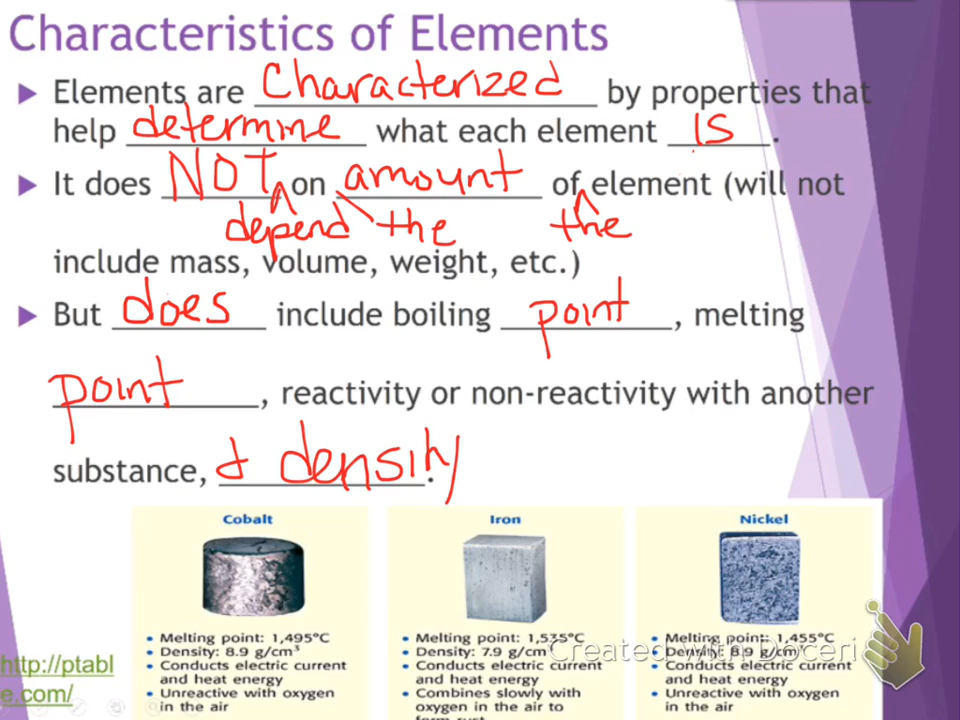 Characteristics of Elements
Elements are characterized by properties that
help determine what each element is.
It does NOT on amount of element (will not
depend the the
include mass, volume, weight, etc.)
But does include boiling point, melting
point, reactivity or non-reactivity with another
substance, & density.
Cobalt
Melting point: 1,495°C
Density: 8.9 g/cm³
Conducts electric current
and heat energy
Unreactive with oxygen
in the air
Iron
Melting point: 1,535°C
Density: 7.9 g/cm³
Conducts electric current
and heat energy
Combines slowly with
oxygen in the air to
form rust
Nickel
Melting point: 1,455°C
Density: 8.9 g/cm³
Conducts electric current
and heat energy
Unreactive with oxygen
in the air
http://ptabl
e.com/
Created with Doceri